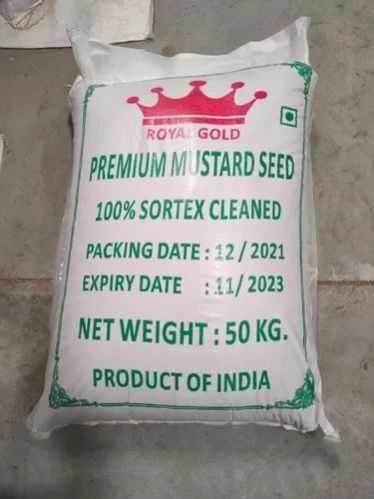 ROYAL GOLD
PREMIUM MUSTARD SEED
100% SORTEX CLEANED
PACKING DATE : 12 / 2021
EXPIRY DATE : 11/ 2023
NET WEIGHT : 50 KG.
PRODUCT OF INDIA